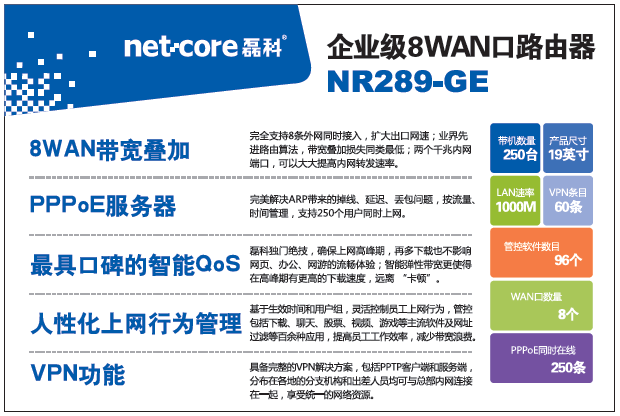 net-core磊科®
企业级8WAN口路由器
NR289-GE
8WAN带宽叠加
完全支持8条外网同时接入，扩大出口网速；业界先
进路由算法，带宽叠加损失同类最低；两个千兆内网
端口，可以大大提高内网转发速率。
PPPoE服务器
完美解决ARP带来的掉线、延迟、丢包问题，按流量、
时间管理，支持250个用户同时上网。
最具口碑的智能QoS
磊科独门绝技，确保上网高峰期，再多下载也不影响
网页、办公、网游的流畅体验；智能弹性带宽更使得
在高峰期有更高的下载速度，远离 “卡顿”。
人性化上网行为管理
基于生效时间和用户组，灵活控制员工上网行为，管控
包括下载、聊天、股票、视频、游戏等主流软件及网址
过滤等百余种应用，提高员工工作效率，减少带宽浪费。
VPN功能
具备完整的VPN解决方案，包括PPTP客户端和服务端，
分布在各地的分支机构和出差人员均可与总部内网连接
在一起，享受统一的网络资源。
带机数量
250台
产品尺寸
19英寸
LAN速率
1000M
VPN条目
60条
管控软件数目
96个
WAN口数量
8个
PPPoE同时在线
250条